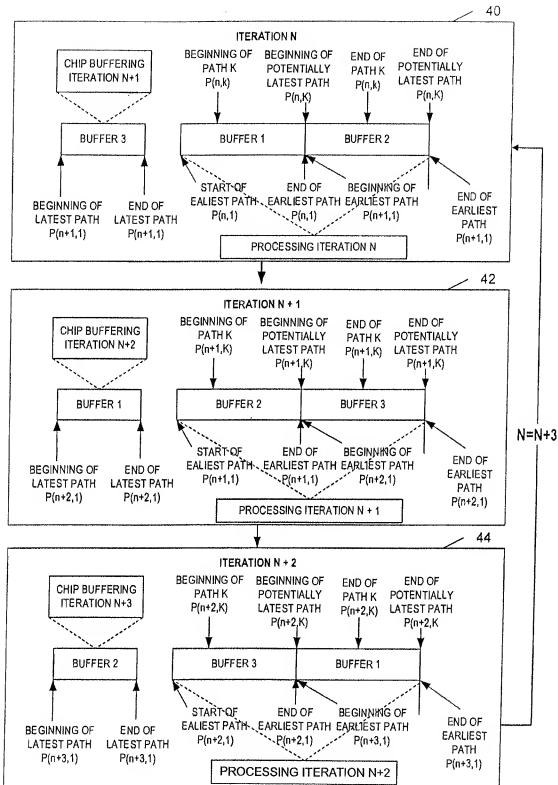 40
ITERATION N
CHIP BUFFERING
ITERATION N+1
BEGINNING OF
PATH K
P(n,k)
BEGINNING OF
POTENTIALLY
LATEST PATH
P(n,K)
END OF
PATH K
P(n,k)
END OF
POTENTIALLY
LATEST PATH
P(n,K)
BUFFER 3
BUFFER 1
BUFFER 2
BEGINNING OF
LATEST PATH
P(n+1,1)
END OF
LATEST PATH
P(n+1,1)
START OF
EALIEST PATH
P(n,1)
END OF
EARLIEST PATH
P(n,1)
BEGINNING OF
EARLIEST PATH
P(n+1,1)
END OF
EARLIEST
PATH
P(n+1,1)
PROCESSING ITERATION N
42
ITERATION N + 1
CHIP BUFFERING
ITERATION N+2
BEGINNING OF
PATH K
P(n+1,K)
BEGINNING OF
POTENTIALLY
LATEST PATH
P(n+1,K)
END OF
PATH K
P(n+1,K)
END OF
POTENTIALLY
LATEST PATH
P(n+1,K)
BUFFER 1
BUFFER 2
BUFFER 3
BEGINNING OF
LATEST PATH
P(n+2,1)
END OF
LATEST PATH
P(n+2,1)
START OF
EALIEST PATH
P(n+1,1)
END OF
EARLIEST PATH
P(n+1,1)
BEGINNING OF
EARLIEST PATH
P(n+2,1)
END OF
EARLIEST
PATH
P(n+2,1)
PROCESSING ITERATION N + 1
N=N+3
44
ITERATION N + 2
CHIP BUFFERING
ITERATION N+3
BEGINNING OF
PATH K
P(n+2,K)
BEGINNING OF
POTENTIALLY
LATEST PATH
P(n+2,K)
END OF
PATH K
P(n+2,K)
END OF
POTENTIALLY
LATEST PATH
P(n+2,K
BUFFER 2
BUFFER 3
BUFFER 1
BEGINNING OF
LATEST PATH
P(n+3,1)
END OF
LATEST PATH
P(n+3,1)
START OF
EALIEST PATH
P(n+2,1)
END OF
EARLIEST PATH
P(n+2,1)
BEGINNING OF
EARLIEST PATH
P(n+3,1)
END OF
EARLIEST
PATH
P(n+3,1)
PROCESSING ITERATION N+2